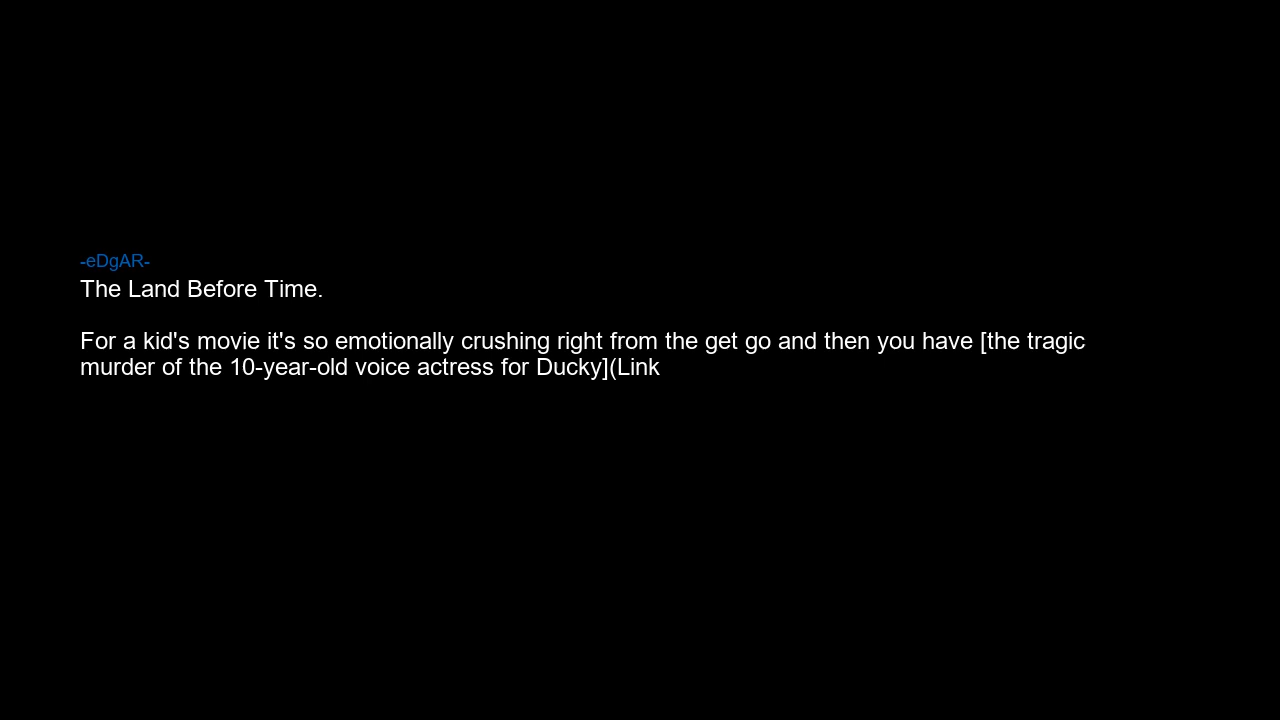 -eDgAR-
The Land Before Time.
For a kid's movie it's so emotionally crushing right from the get go and then you have [the tragic
murder of the 10-year-old voice actress for Ducky](Link